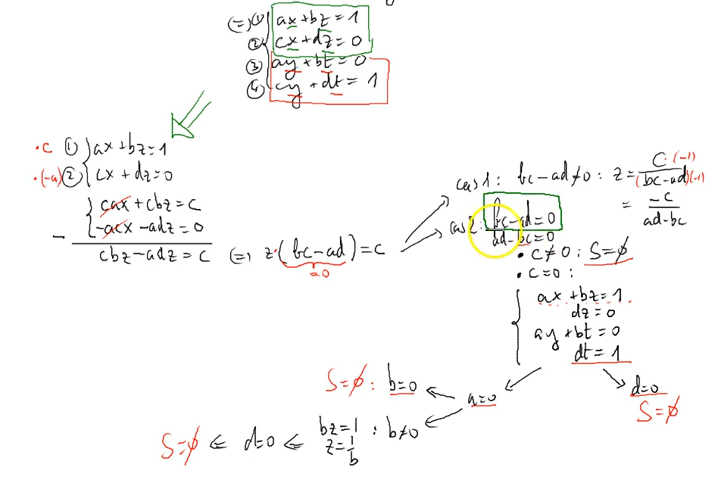 (=) ① { ax + bz = 1
② cx + dz = 0
③ ay + bt = 0
④ cy + dt = 1
·c ① { ax + bz = 1
·(-a) ② cx + dz = 0
{ cax + cbz = c
- -acx - adz = 0
cbz - adz = c (=) z·(bc - ad) = c
=0
cas 1 : bc - ad ≠ 0 : z = c·(-1) / (bc - ad)(-1)
= -c / ad - bc
cas 2 : bc - ad = 0
ad - bc = 0
• c ≠ 0 : S = ∅
• c = 0 :
{ ax + bz = 1
dz = 0
ay + bt = 0
dt = 1
a = 0
d = 0
S = ∅
S = ∅ : b = 0
S = ∅ ⇐ d = 0 ⇐ bz = 1 : b ≠ 0
z = 1/b